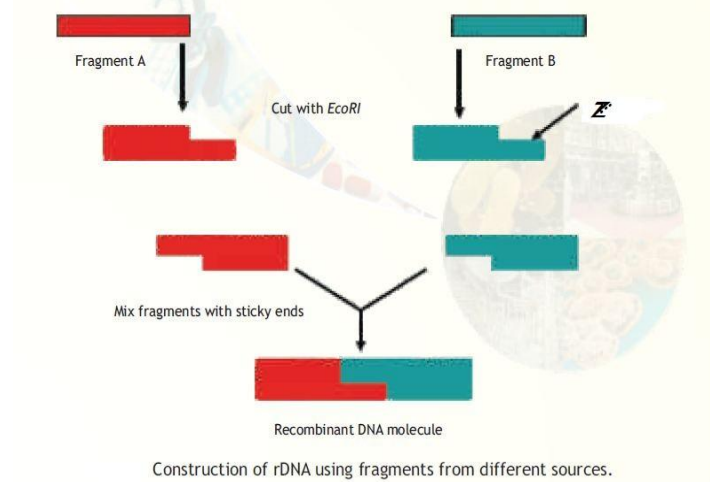 Fragment A
Fragment B
Cut with EcoRI
Z
Mix fragments with sticky ends
Recombinant DNA molecule
Construction of rDNA using fragments from different sources.